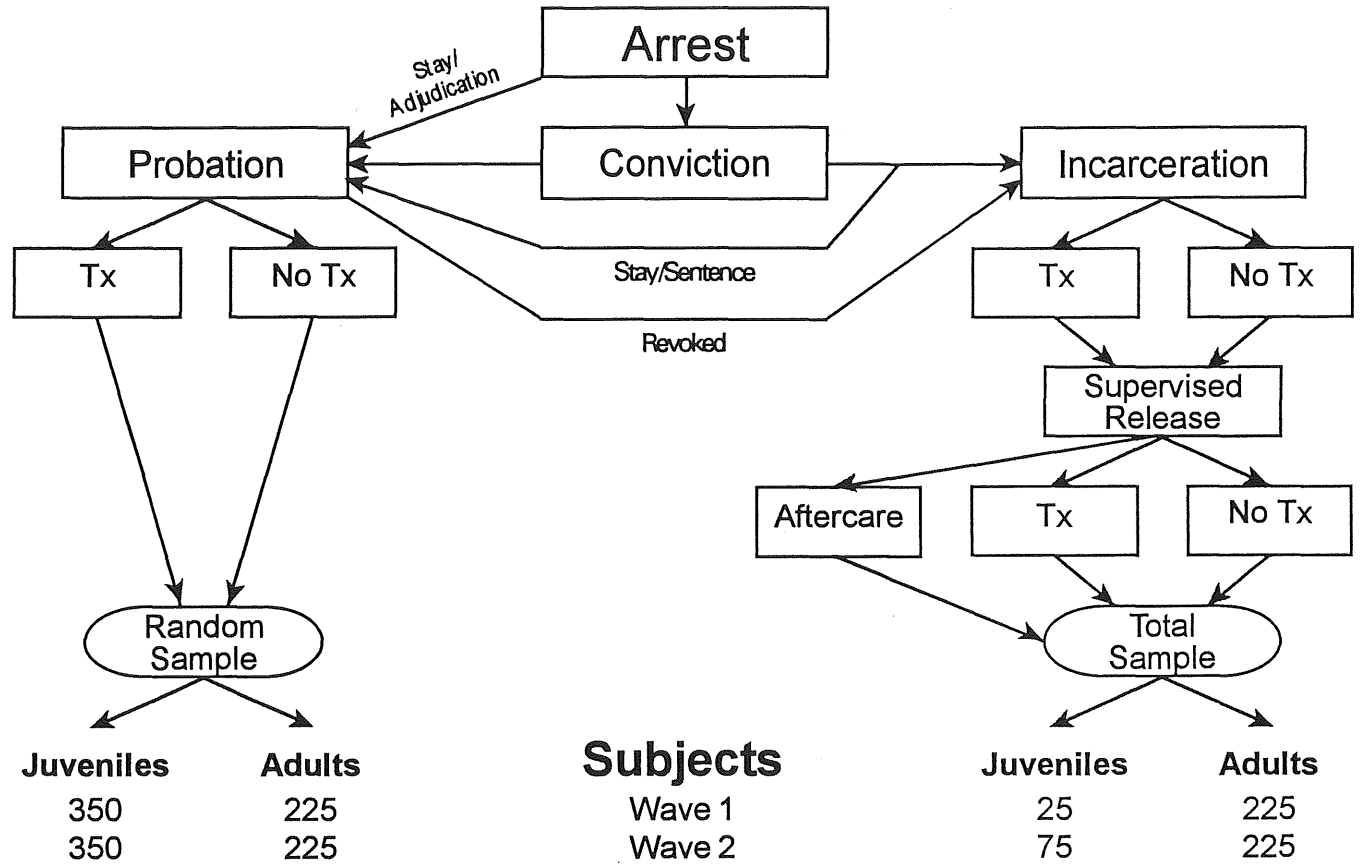 Arrest
Stay/
Adjudication
Probation
Conviction
Incarceration
Tx
No Tx
Stay/Sentence
Tx
No Tx
Revoked
Supervised
Release
Aftercare
Tx
No Tx
Random
Sample
Total
Sample
Juveniles
Adults
Subjects
Juveniles
Adults
350
225
Wave 1
25
225
350
225
Wave 2
75
225